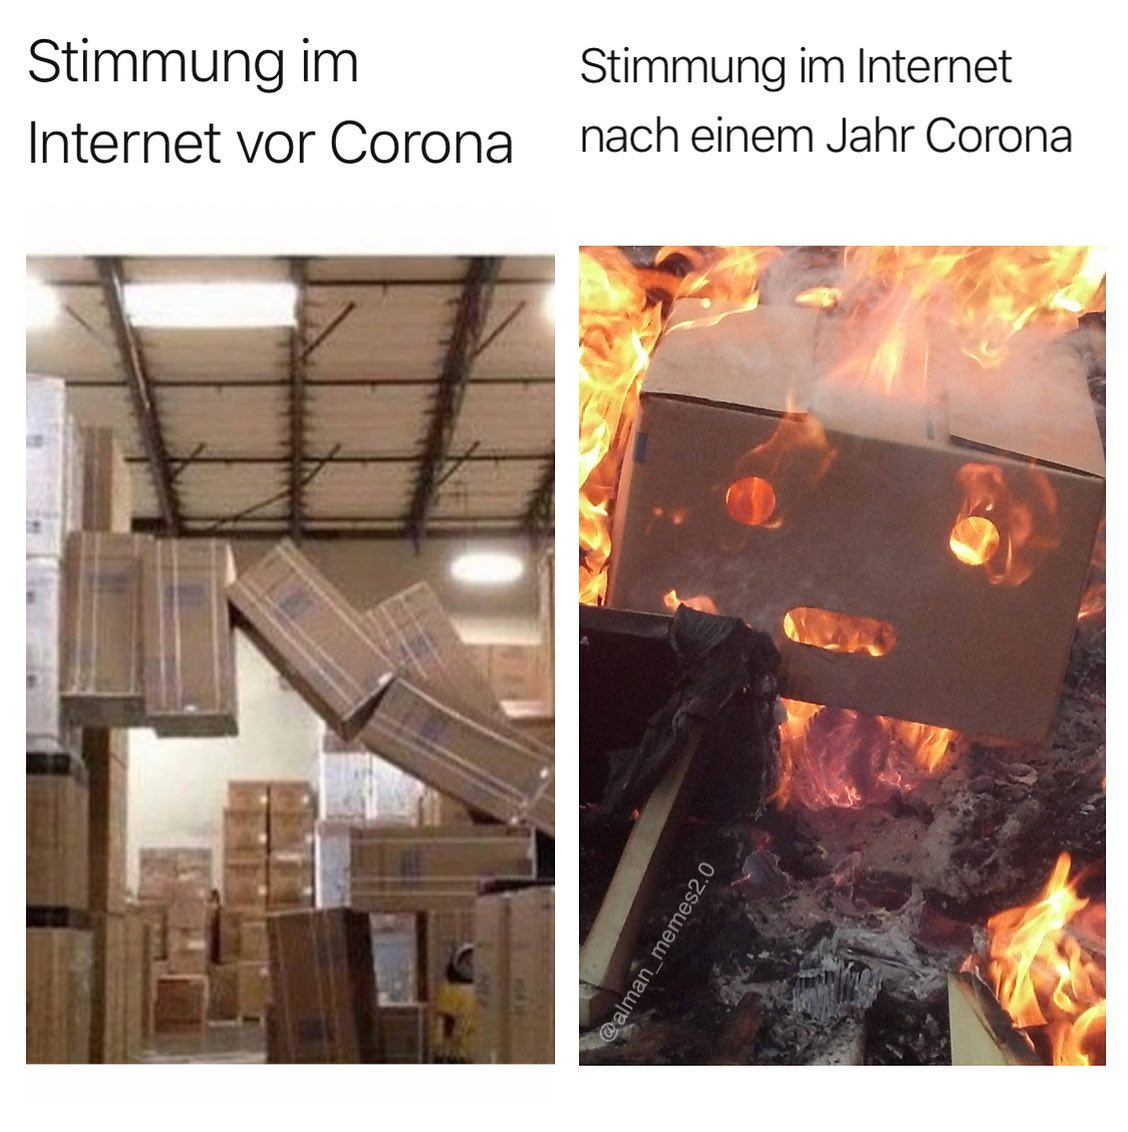 Stimmung im
Internet vor Corona
Stimmung im Internet
nach einem Jahr Corona
@alman_memes2.0